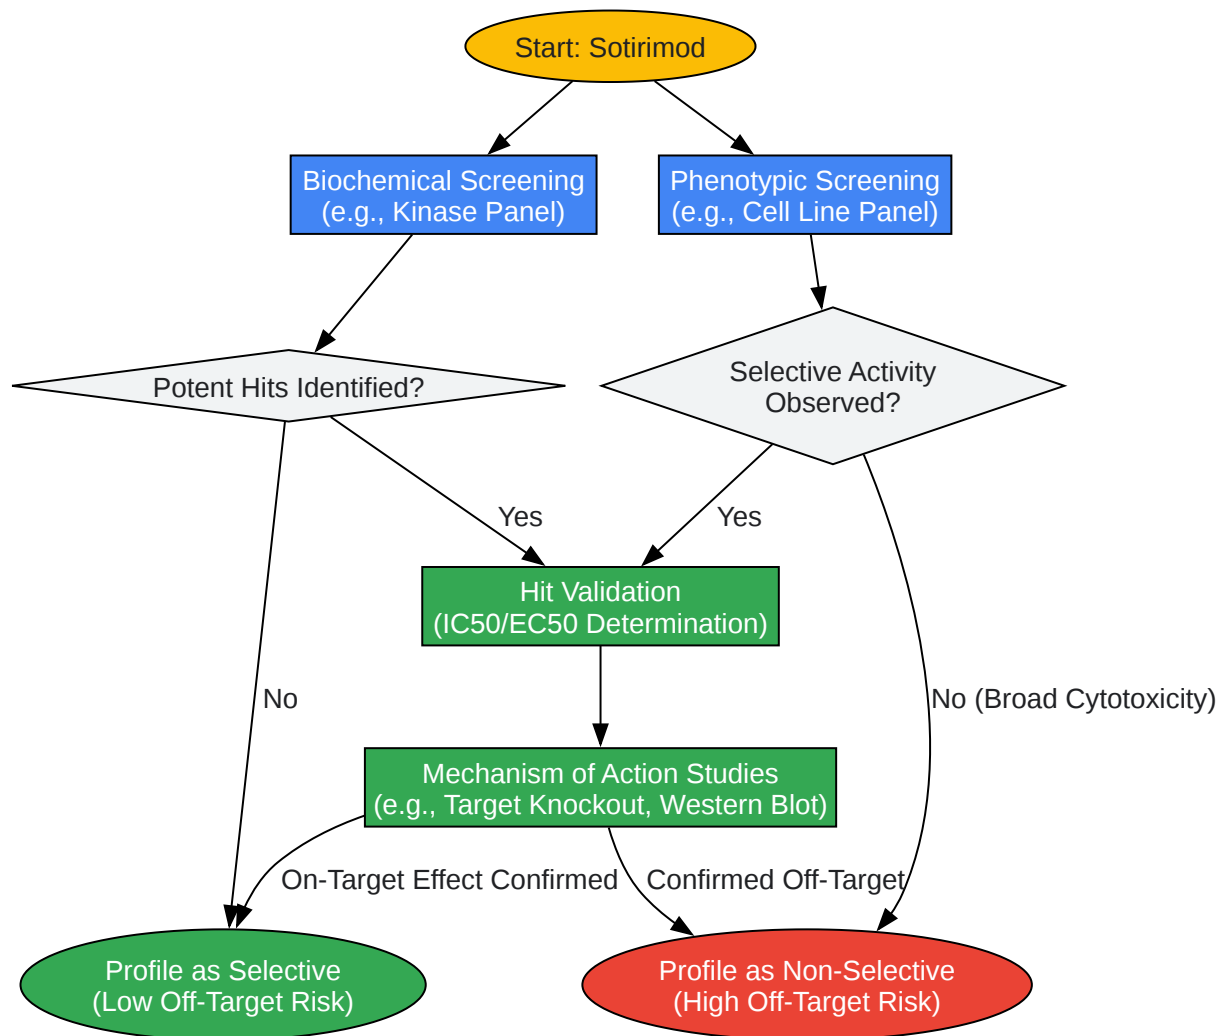 Start: Sotirimod
Biochemical Screening
(e.g., Kinase Panel)
Phenotypic Screening
(e.g., Cell Line Panel)
Potent Hits Identified?
Selective Activity
Observed?
Yes
Yes
Hit Validation
(IC50/EC50 Determination)
No
No (Broad Cytotoxicity)
Mechanism of Action Studies
(e.g., Target Knockout, Western Blot)
On-Target Effect Confirmed
Confirmed Off-Target
Profile as Selective
(Low Off-Target Risk)
Profile as Non-Selective
(High Off-Target Risk)